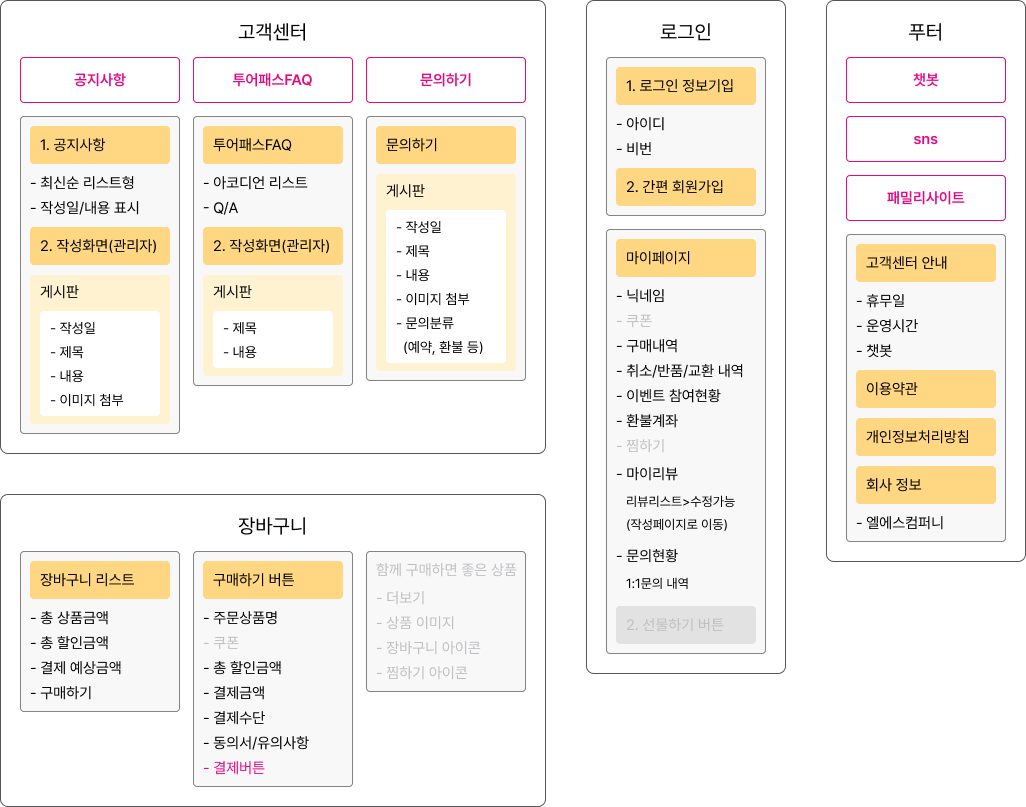 고객센터
공지사항
1. 공지사항
- 최신순 리스트형
- 작성일/내용 표시
2. 작성화면(관리자)
게시판
- 작성일
- 제목
- 내용
- 이미지 첨부
투어패스FAQ
투어패스FAQ
- 아코디언 리스트
- Q/A
2. 작성화면(관리자)
게시판
- 제목
- 내용
문의하기
문의하기
게시판
- 작성일
- 제목
- 내용
- 이미지 첨부
- 문의분류
(예약, 환불 등)
장바구니
장바구니 리스트
- 총 상품금액
- 총 할인금액
- 결제 예상금액
- 구매하기
구매하기 버튼
- 주문상품명
- 쿠폰
- 총 할인금액
- 결제금액
- 결제수단
- 동의서/유의사항
- 결제버튼
함께 구매하면 좋은 상품
- 더보기
- 상품 이미지
- 장바구니 아이콘
- 찜하기 아이콘
로그인
1. 로그인 정보기입
- 아이디
- 비번
2. 간편 회원가입
마이페이지
- 닉네임
- 쿠폰
- 구매내역
- 취소/반품/교환 내역
- 이벤트 참여현황
- 환불계좌
- 찜하기
- 마이리뷰
리뷰리스트>수정가능
(작성페이지로 이동)
- 문의현황
1:1문의 내역
2. 선물하기 버튼
푸터
챗봇
sns
패밀리사이트
고객센터 안내
- 휴무일
- 운영시간
- 챗봇
이용약관
개인정보처리방침
회사 정보
- 엘에스컴퍼니